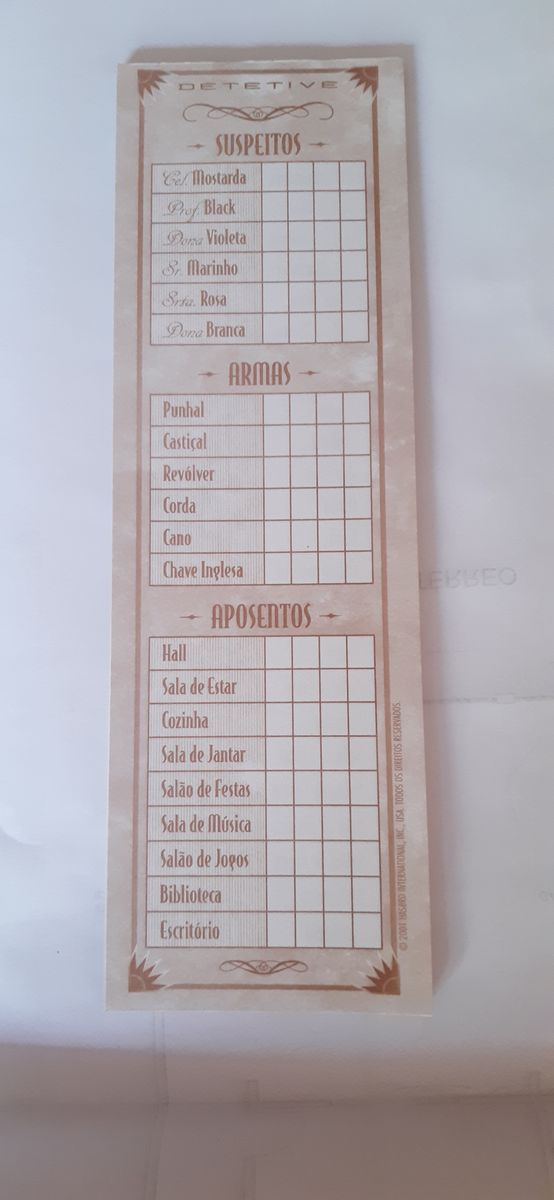 DETETIVE
SUSPEITOS
Cel. Mostarda
Prof. Black
Dona Violeta
Sr. Marinho
Srta. Rosa
Dona Branca
ARMAS
Punhal
Castiçal
Revólver
Corda
Cano
Chave Inglesa
APOSENTOS
Hall
Sala de Estar
Cozinha
Sala de Jantar
Salão de Festas
Sala de Música
Salão de Jogos
Biblioteca
Escritório
© 2001 HASBRO INTERNATIONAL, INC., USA. TODOS OS DIREITOS RESERVADOS.
TÉRREO